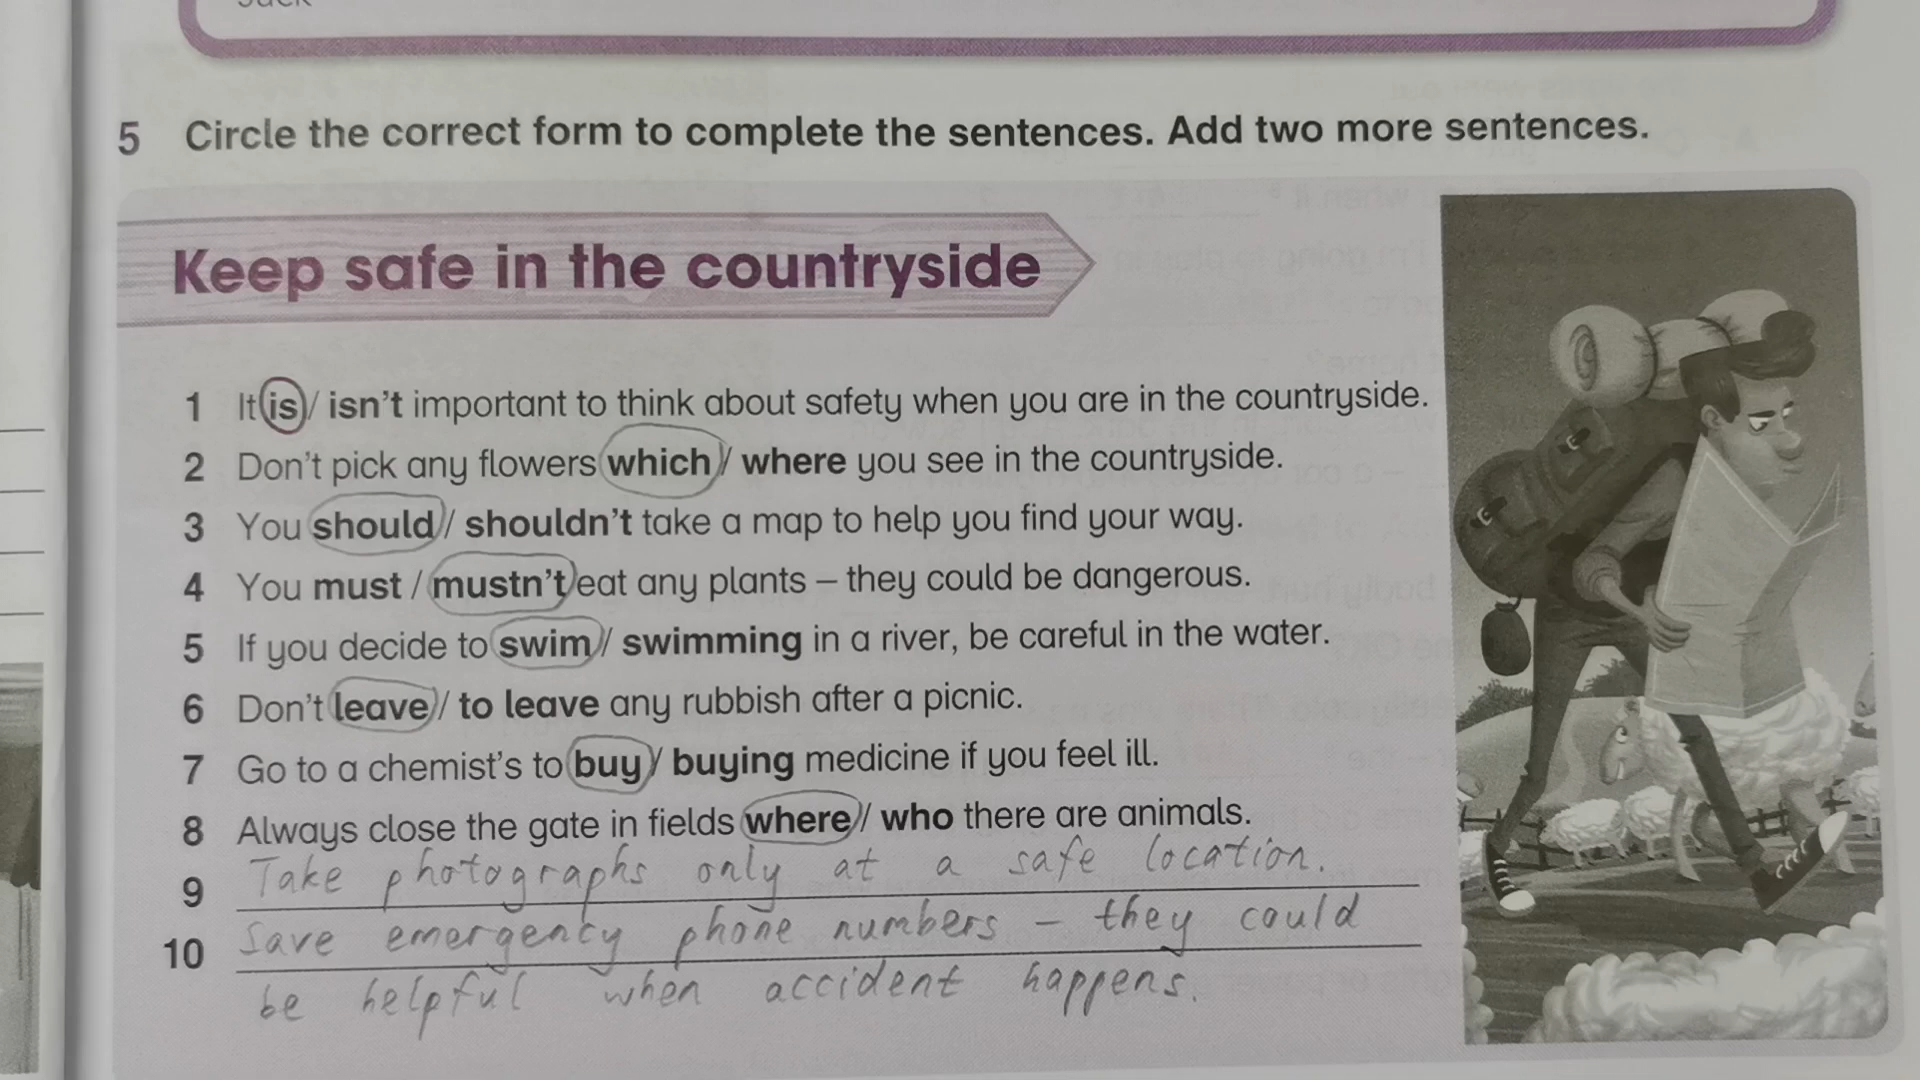 5 Circle the correct form to complete the sentences. Add two more sentences.
Keep safe in the countryside
1 It is / isn't important to think about safety when you are in the countryside.
2 Don't pick any flowers which / where you see in the countryside.
3 You should / shouldn't take a map to help you find your way.
4 You must / mustn't eat any plants – they could be dangerous.
5 If you decide to swim / swimming in a river, be careful in the water.
6 Don't leave / to leave any rubbish after a picnic.
7 Go to a chemist's to buy / buying medicine if you feel ill.
8 Always close the gate in fields where / who there are animals.
9 Take photographs only at a safe location.
10 Save emergency phone numbers – they could
be helpful when accident happens.